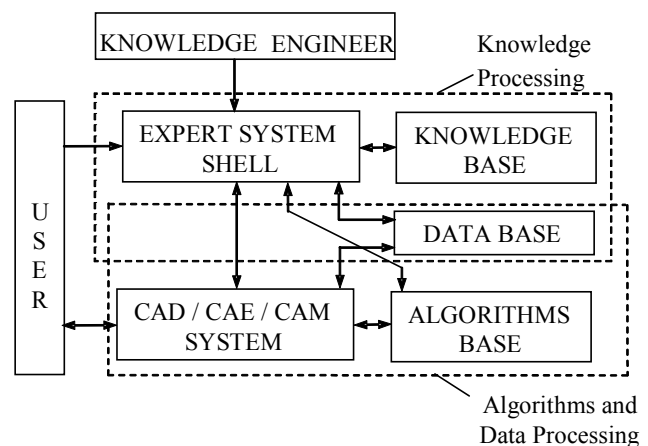 KNOWLEDGE ENGINEER
Knowledge
Processing
EXPERT SYSTEM
SHELL
KNOWLEDGE
BASE
U
S
E
R
DATA BASE
CAD / CAE / CAM
SYSTEM
ALGORITHMS
BASE
Algorithms and
Data Processing